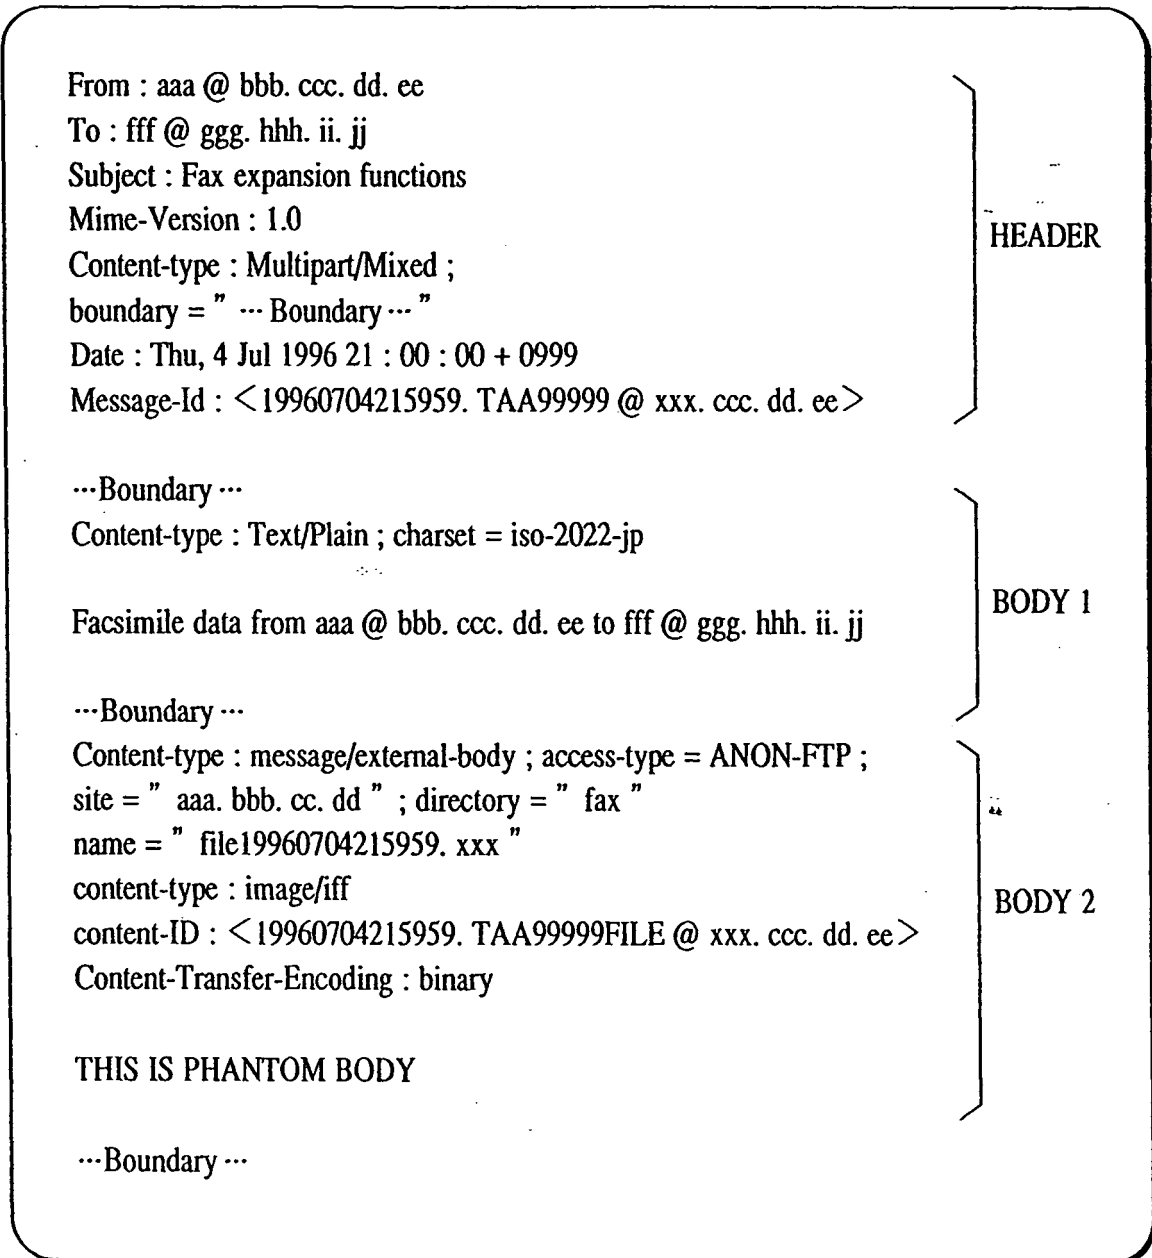 From : aaa @ bbb. ccc. dd. ee
To : fff @ ggg. hhh. ii. jj
Subject : Fax expansion functions
Mime-Version : 1.0
Content-type : Multipart/Mixed ;
boundary = " ··· Boundary ··· "
Date : Thu, 4 Jul 1996 21 : 00 : 00 + 0999
Message-Id : <19960704215959. TAA99999 @ xxx. ccc. dd. ee>
HEADER
···Boundary ···
Content-type : Text/Plain ; charset = iso-2022-jp
Facsimile data from aaa @ bbb. ccc. dd. ee to fff @ ggg. hhh. ii. jj
BODY 1
···Boundary ···
Content-type : message/external-body ; access-type = ANON-FTP ;
site = " aaa. bbb. cc. dd " ; directory = " fax "
name = " file19960704215959. xxx "
content-type : image/iff
content-ID : <19960704215959. TAA99999FILE @ xxx. ccc. dd. ee>
Content-Transfer-Encoding : binary
THIS IS PHANTOM BODY
BODY 2
···Boundary ···